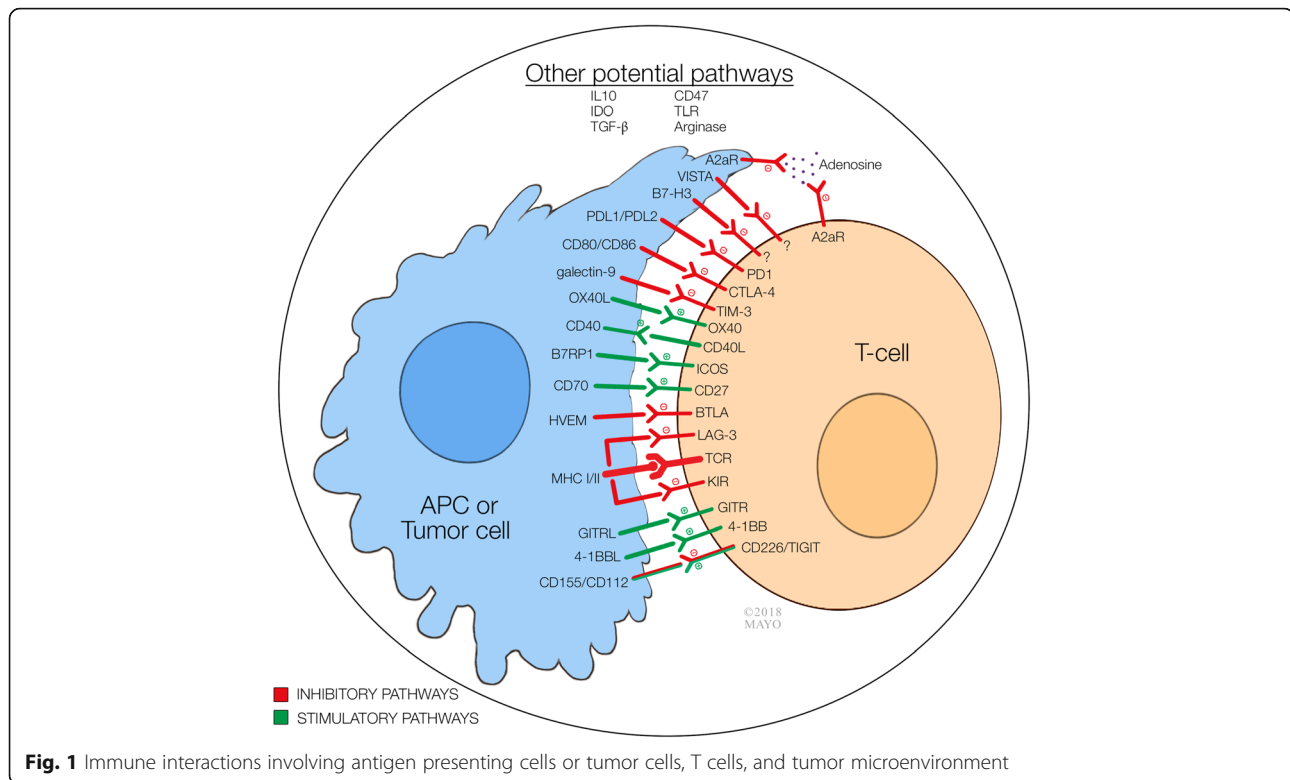 Other potential pathways
IL10 CD47
IDO TLR
TGF-β Arginase
A2aR
Adenosine
VISTA
B7-H3
PDL1/PDL2
A2aR
?
CD80/CD86
?
PD1
galectin-9
CTLA-4
OX40L
TIM-3
CD40
OX40
CD40L
B7RP1
T-cell
ICOS
CD70
CD27
HVEM
BTLA
LAG-3
TCR
MHC I/II
KIR
APC or
Tumor cell
GITR
GITRL
4-1BB
4-1BBL
CD226/TIGIT
CD155/CD112
©2018
MAYO
INHIBITORY PATHWAYS
STIMULATORY PATHWAYS
Fig. 1 Immune interactions involving antigen presenting cells or tumor cells, T cells, and tumor microenvironment